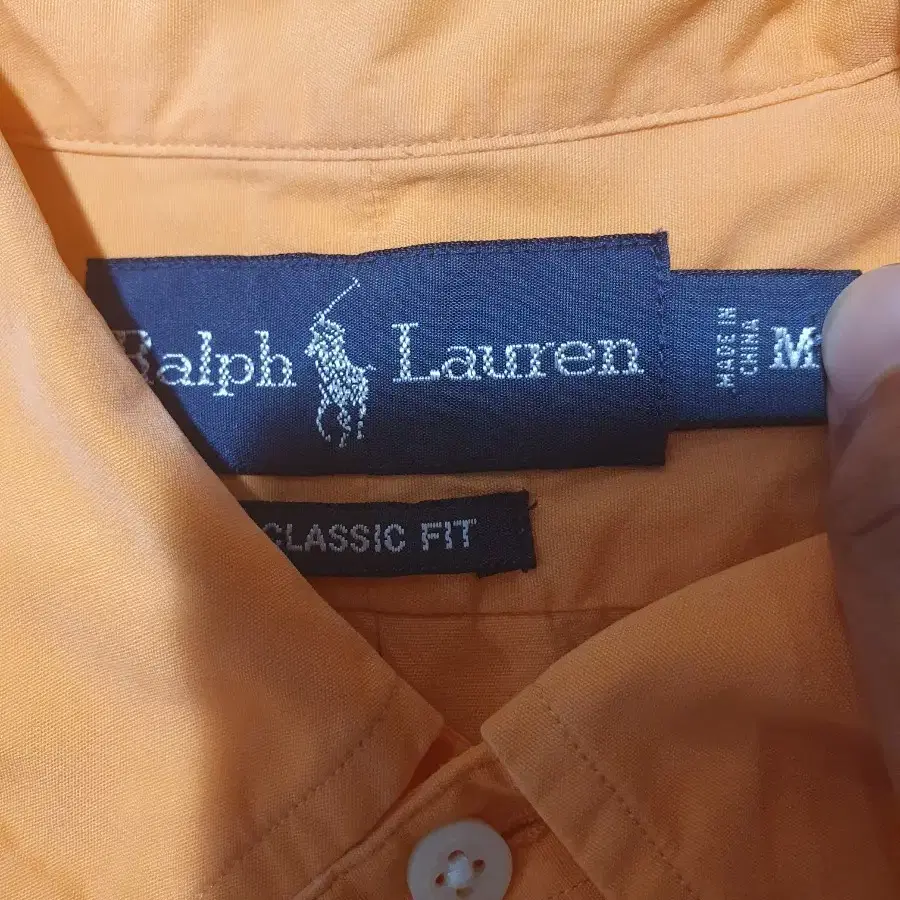 Ralph Lauren
MADE IN
CHINA
M
CLASSIC FIT